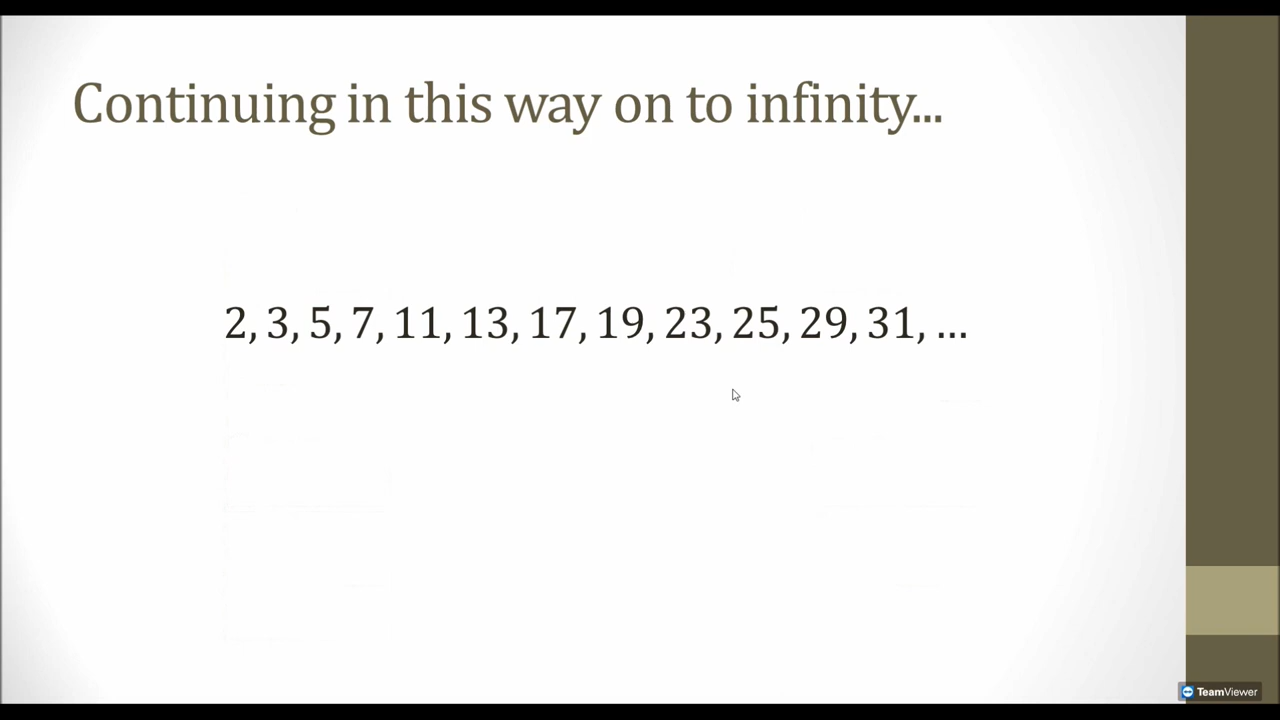 Continuing in this way on to infinity...
2, 3, 5, 7, 11, 13, 17, 19, 23, 25, 29, 31, ...
TeamViewer